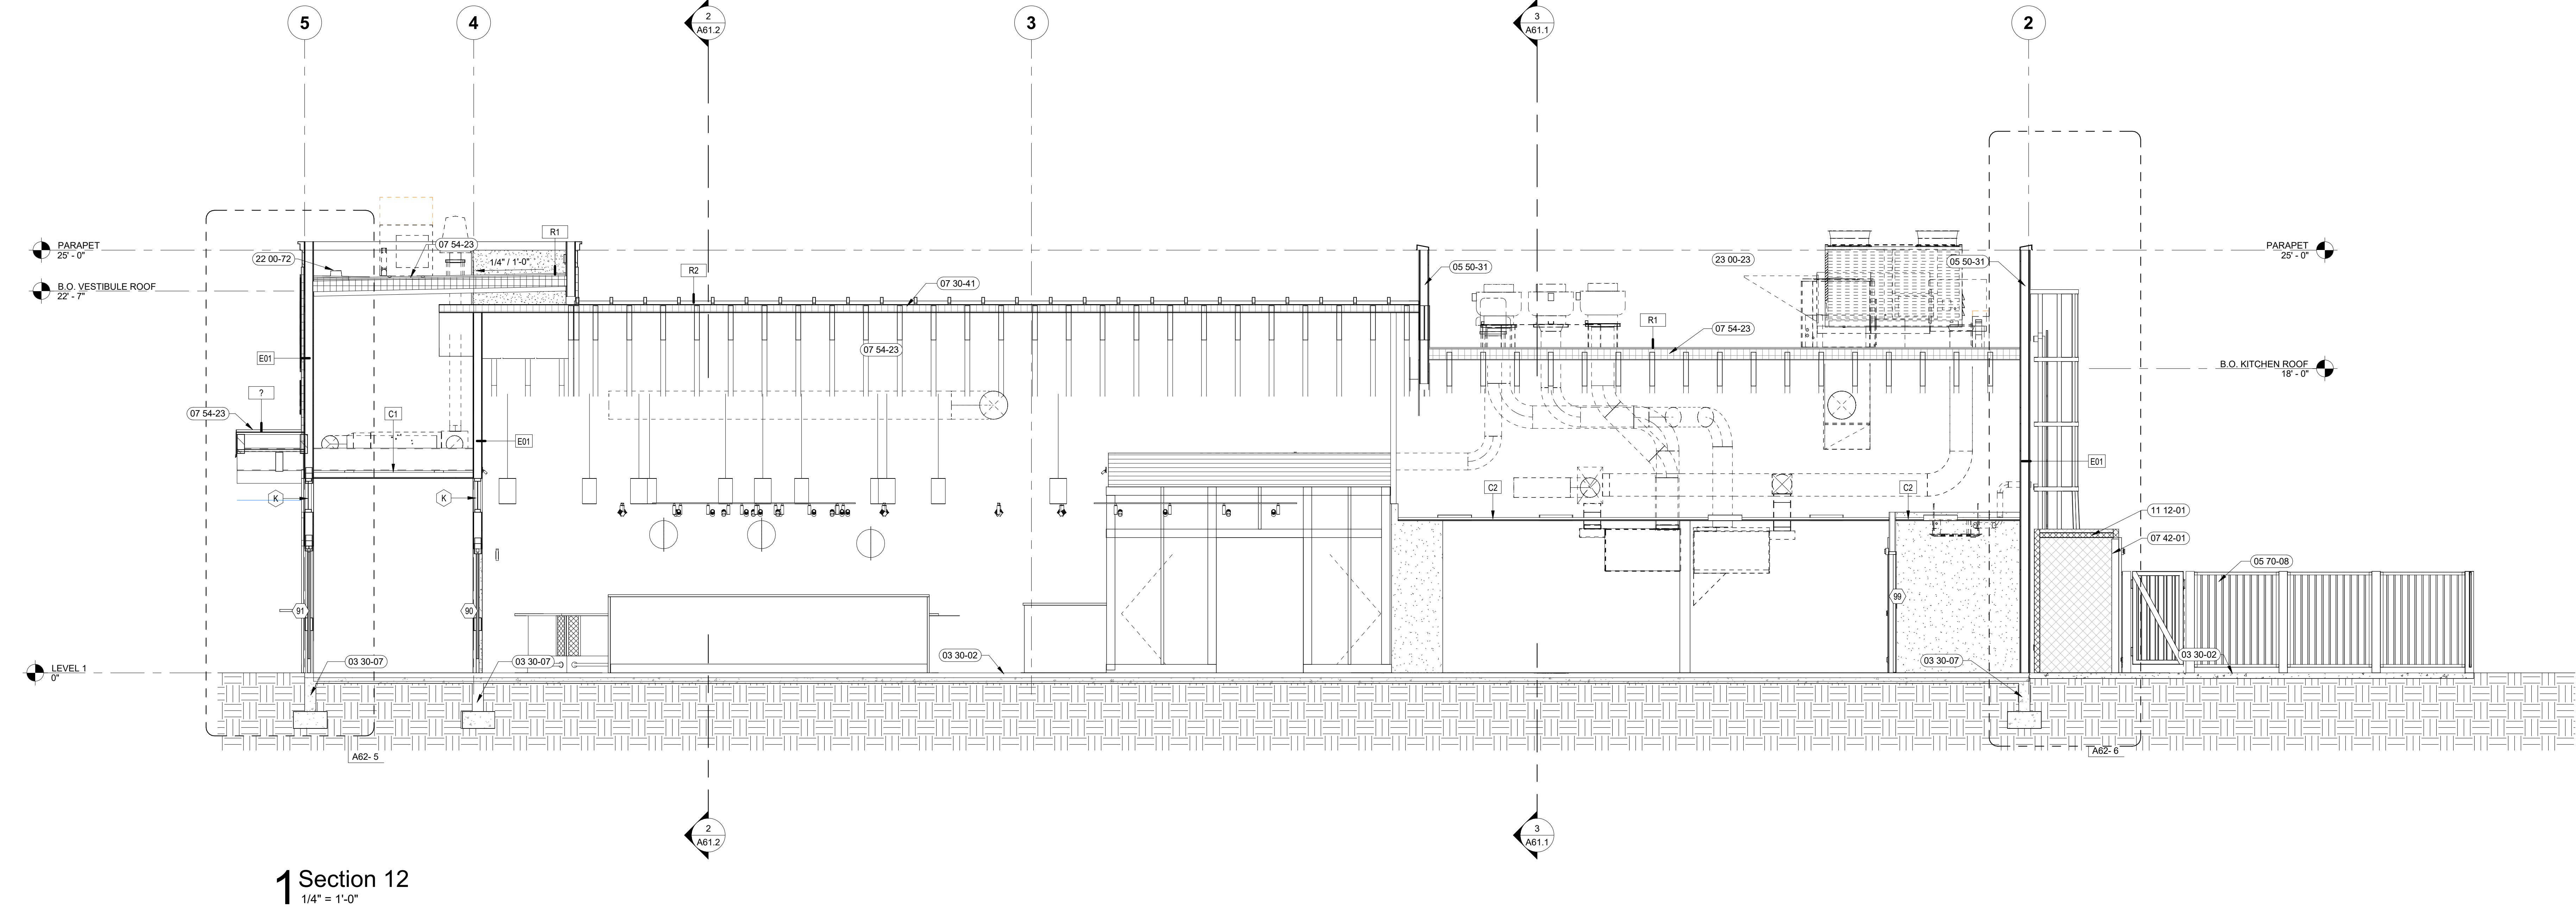 5
4
2
A61.2
3
3
A61.1
2
PARAPET
25' - 0"
B.O. VESTIBULE ROOF
22' - 7"
22 00-72
07 54-23
R1
1/4" / 1'-0"
R2
07 30-41
05 50-31
23 00-23
05 50-31
PARAPET
25' - 0"
R1
07 54-23
07 54-23
E01
B.O. KITCHEN ROOF
18' - 0"
?
07 54-23
C1
E01
E01
K
K
C2
C2
11 12-01
07 42-01
05 70-08
91
90
99
LEVEL 1
0"
03 30-07
03 30-07
03 30-02
03 30-07
03 30-02
A62- 5
A62- 6
2
A61.2
3
A61.1
1 Section 12
1/4" = 1'-0"